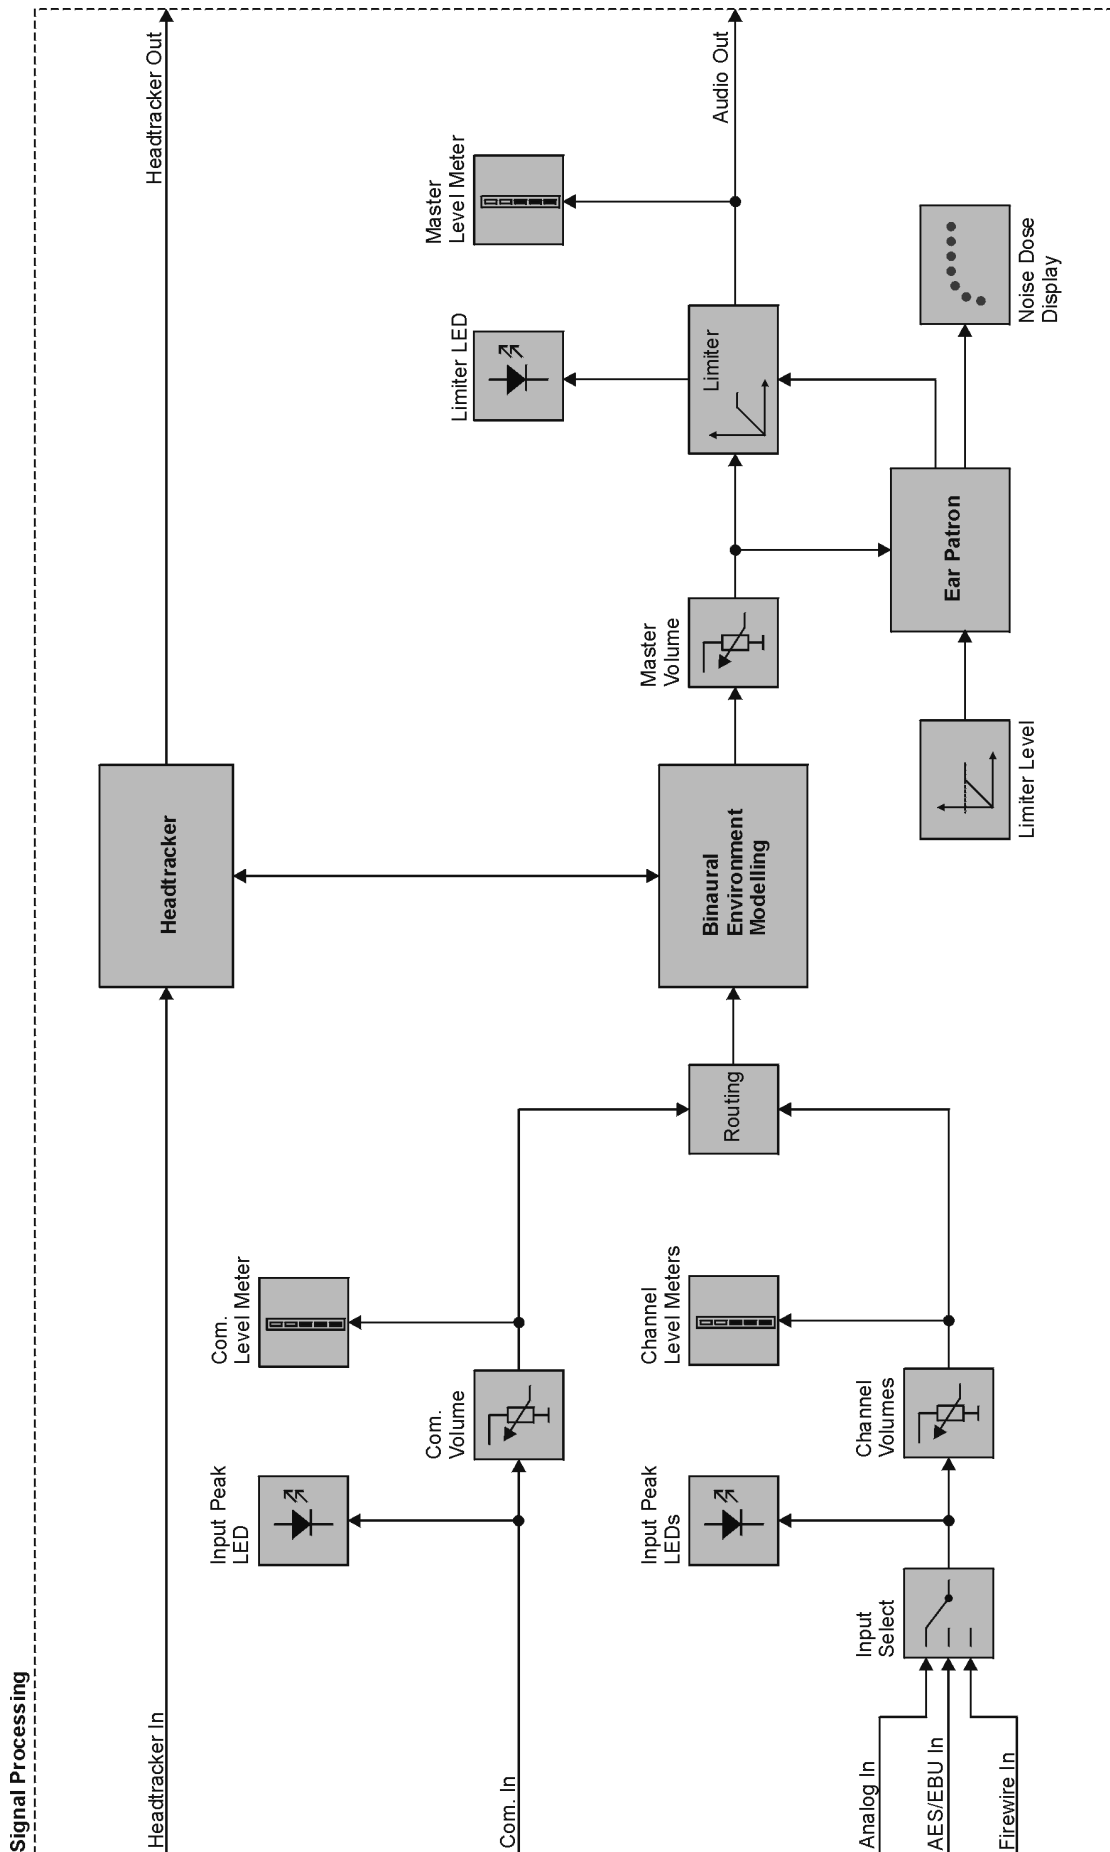 Signal Processing
Headtracker In
Headtracker
Headtracker Out
Com. In
Input Peak
LED
Com.
Volume
Com.
Level Meter
Analog In
AES/EBU In
Firewire In
Input
Select
Input Peak
LEDs
Channel
Volumes
Channel
Level Meters
Routing
Binaural
Environment
Modelling
Master
Volume
Limiter Level
Ear Patron
Noise Dose
Display
Limiter
Limiter LED
Master
Level Meter
Audio Out